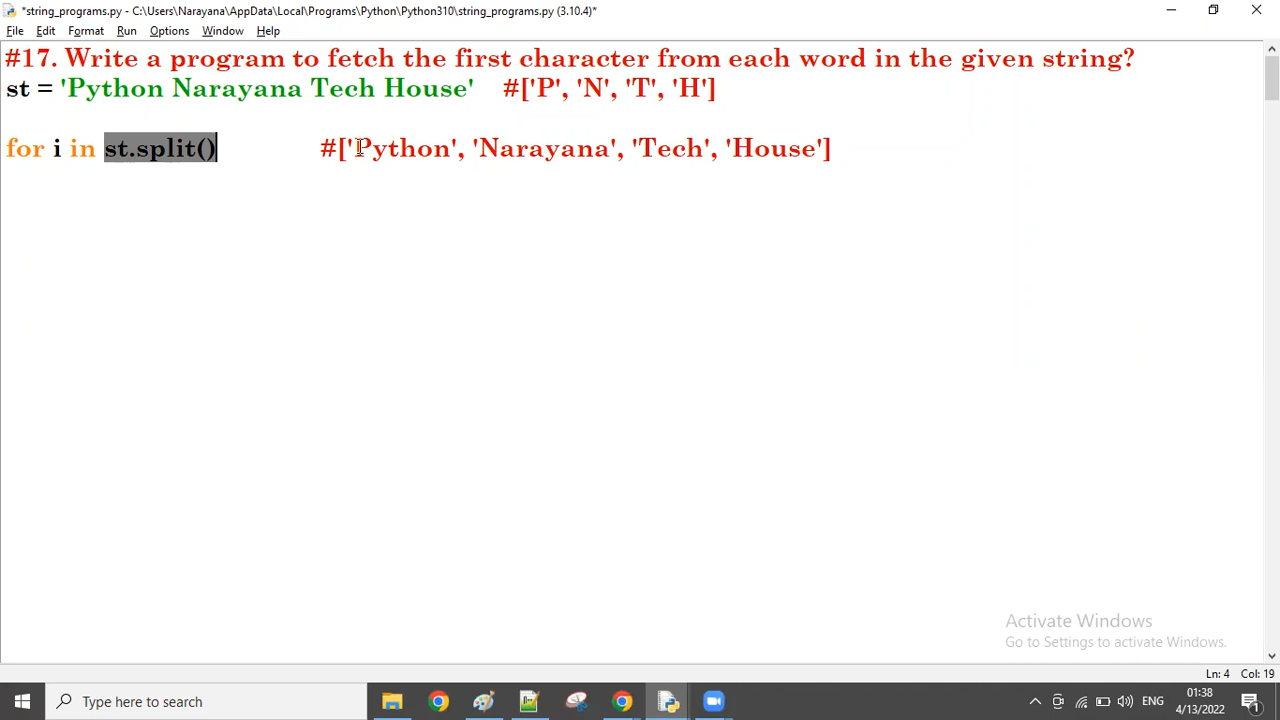 *string_programs.py - C:\Users\Narayana\AppData\Local\Programs\Python\Python310\string_programs.py (3.10.4)*
File Edit Format Run Options Window Help
#17. Write a program to fetch the first character from each word in the given string?
st = 'Python Narayana Tech House' #['P', 'N', 'T', 'H']
for i in st.split() #['Python', 'Narayana', 'Tech', 'House']
Activate Windows
Go to Settings to activate Windows.
Ln: 4 Col: 19
Type here to search
ENG
01:38
4/13/2022
1